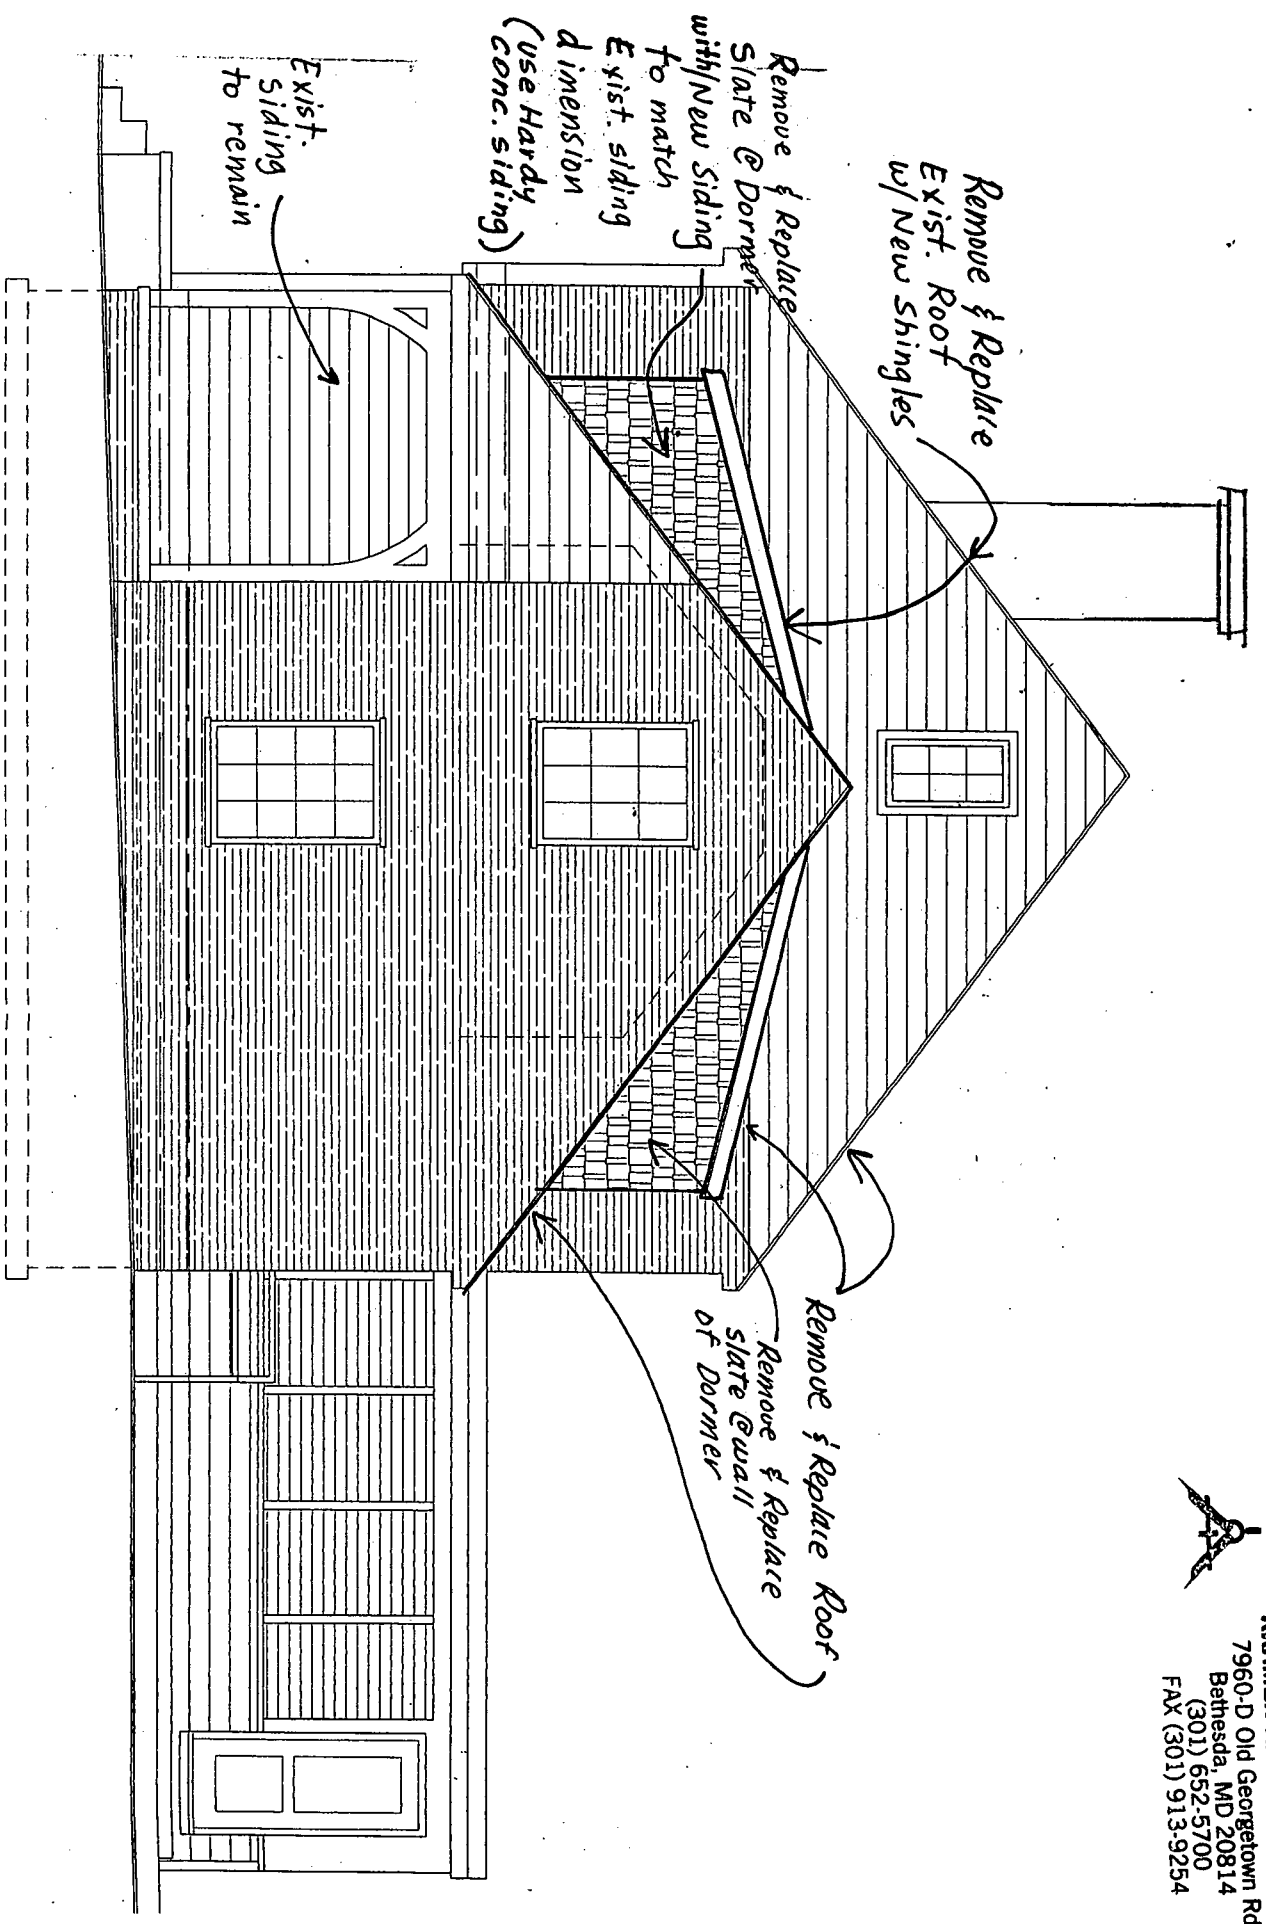 Remove & Replace
Exist. Roof
w/New Shingles
Remove & Replace
Slate @ Dormer
with/New Siding
to match
Exist. siding
dimension
(use Hardy
conc. siding)
Exist.
siding
to remain
Remove & Replace Roof
Remove & Replace
slate @ wall
of Dormer
7960-D Old Georgetown Rd
Bethesda, MD 20814
(301) 652-5700
FAX (301) 913-9254